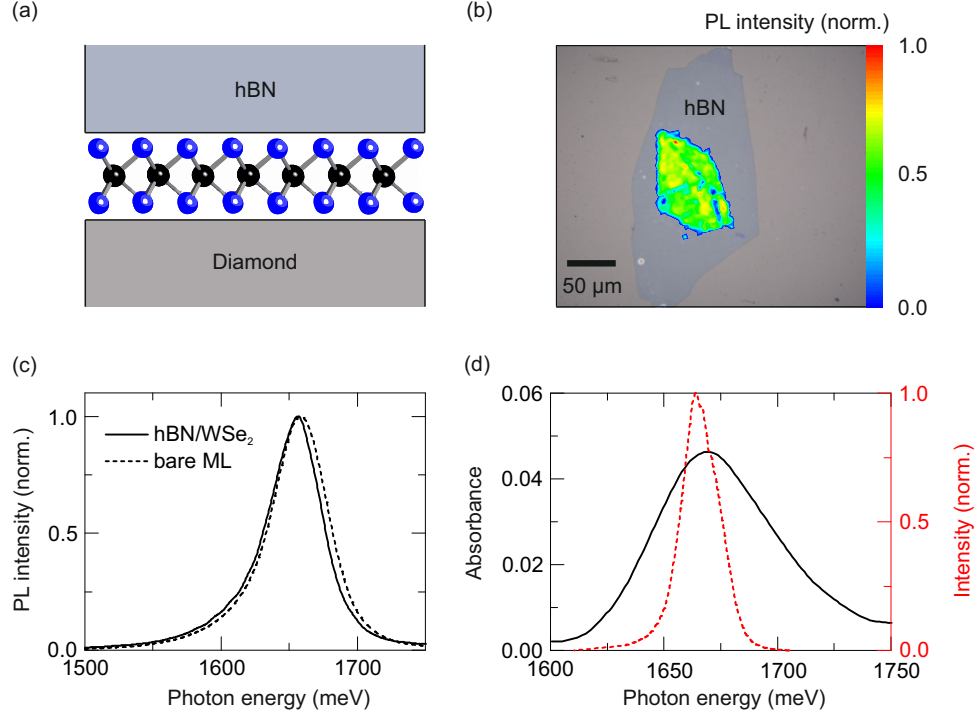 (a)
hBN
Diamond
(b)
PL intensity (norm.)
hBN
50 µm
1.0
0.5
0.0
(c)
PL intensity (norm.)
1.0
0.5
0.0
hBN/WSe₂
bare ML
1500
1600
1700
Photon energy (meV)
(d)
Absorbance
0.06
0.04
0.02
0.00
1600
1650
1700
1750
Photon energy (meV)
1.0
0.5
0.0
Intensity (norm.)